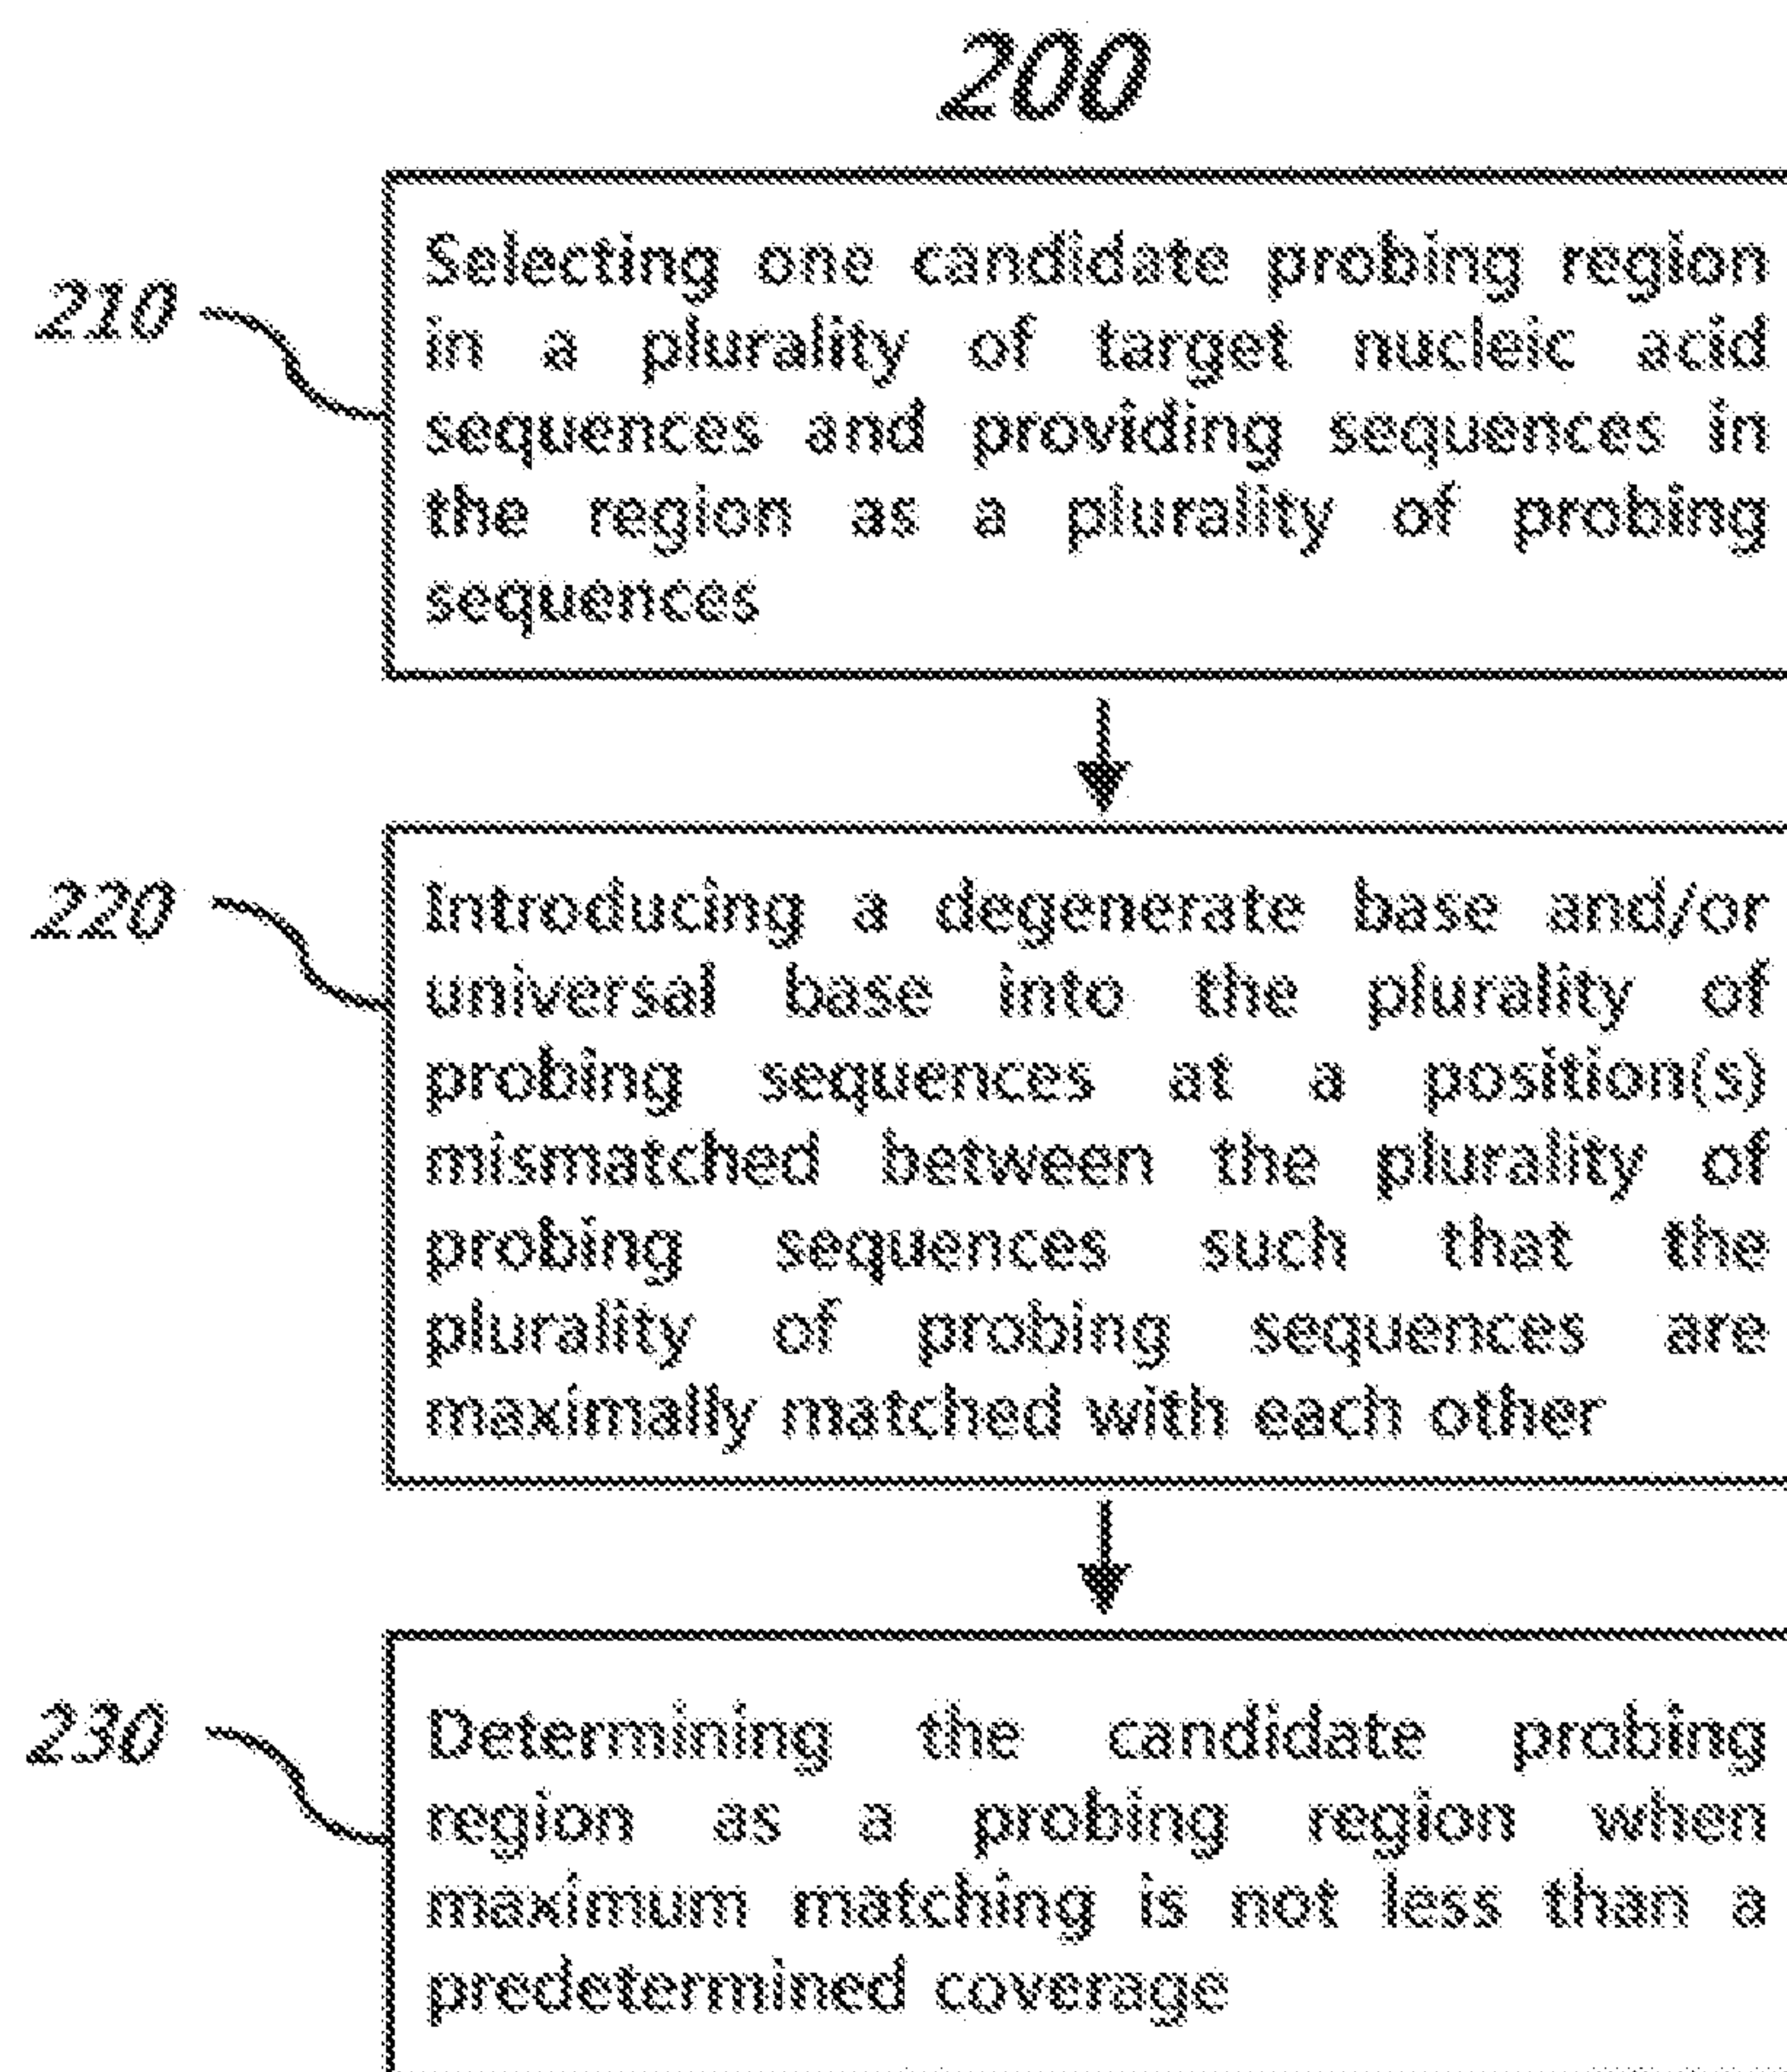 200
210
Selecting one candidate probing region
in a plurality of target nucleic acid
sequences and providing sequences in
the region as a plurality of probing
sequences
220
Introducing a degenerate base and/or
universal base into the plurality of
probing sequences at a position(s)
mismatched between the plurality of
probing sequences such that the
plurality of probing sequences are
maximally matched with each other
230
Determining the candidate probing
region as a probing region when
maximum matching is not less than a
predetermined coverage